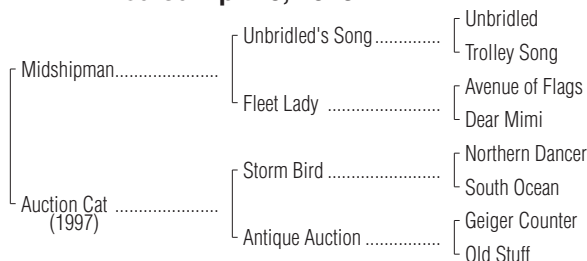 Unbridled
Unbridled's Song
Trolley Song
Midshipman
Avenue of Flags
Fleet Lady
Dear Mimi
Northern Dancer
Storm Bird
South Ocean
Auction Cat
(1997)
Geiger Counter
Antique Auction
Old Stuff